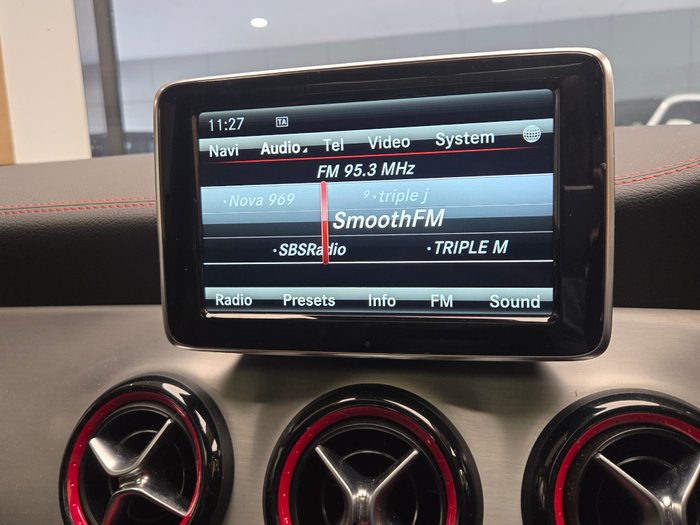 11:27 TA
Navi Audio Tel Video System
FM 95.3 MHz
·Nova 969 9·triple j
SmoothFM
·SBSRadio ·TRIPLE M
Radio Presets Info FM Sound